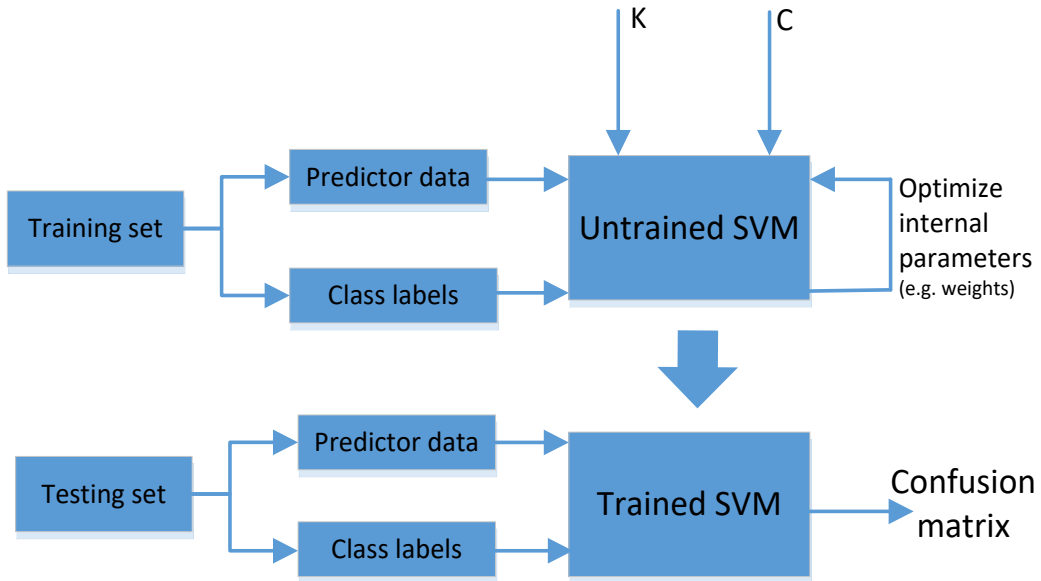 K
C
Training set
Predictor data
Class labels
Untrained SVM
Optimize
internal
parameters
(e.g. weights)
Testing set
Predictor data
Class labels
Trained SVM
Confusion
matrix